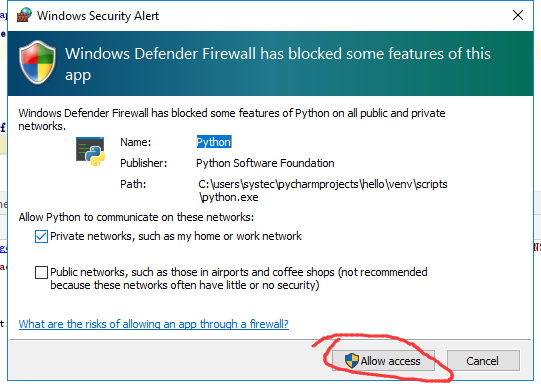 Windows Security Alert
Windows Defender Firewall has blocked some features of this
app
Windows Defender Firewall has blocked some features of Python on all public and private
networks.
Name: Python
Publisher: Python Software Foundation
Path: C:\users\systec\pycharmprojects\hello\venv\scripts
\python.exe
Allow Python to communicate on these networks:
Private networks, such as my home or work network
Public networks, such as those in airports and coffee shops (not recommended
because these networks often have little or no security)
What are the risks of allowing an app through a firewall?
Allow access Cancel